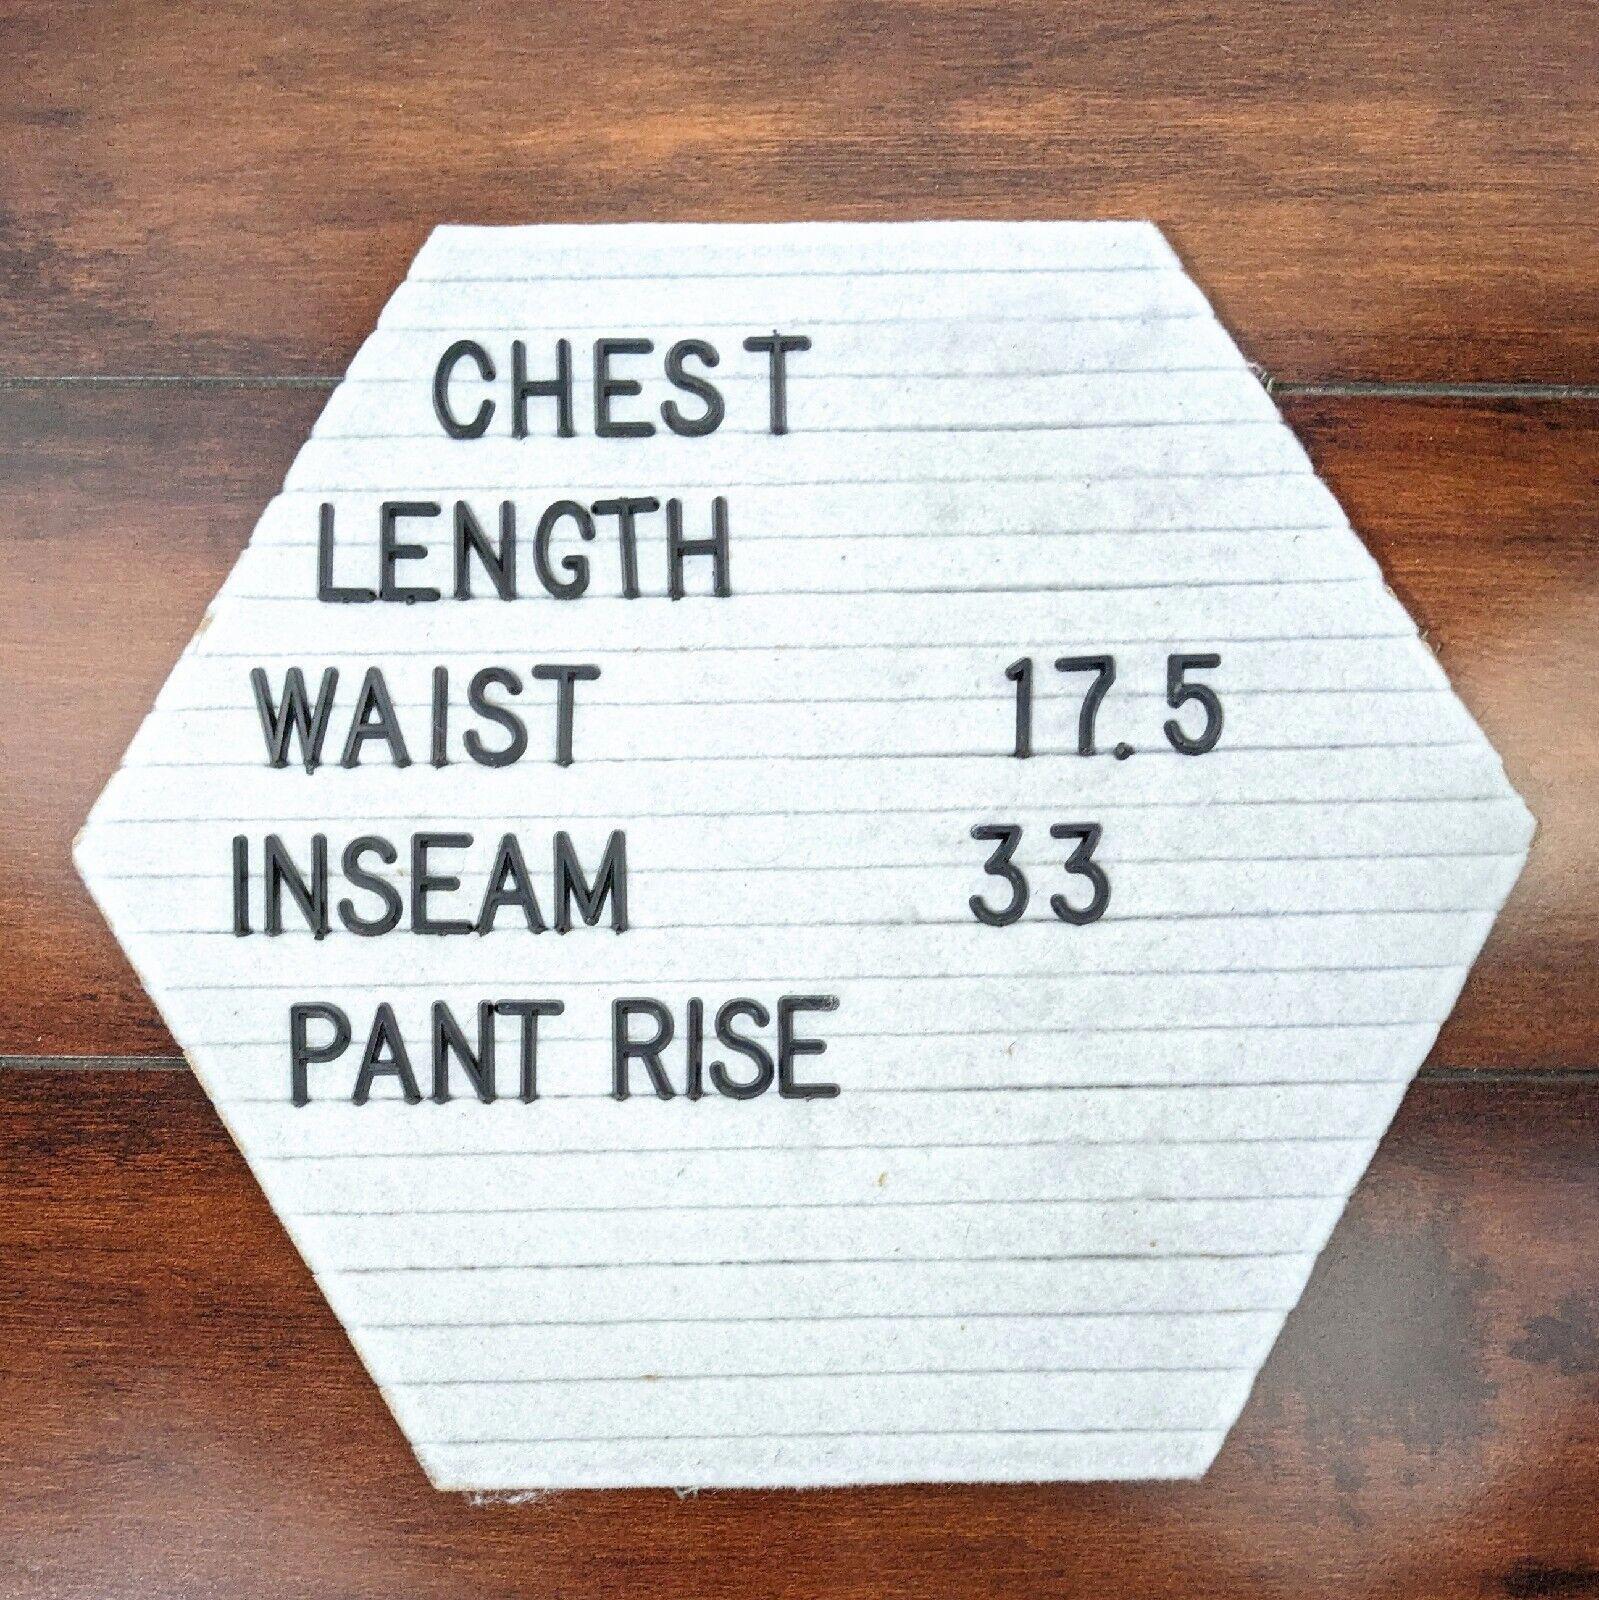 CHEST
LENGTH
WAIST 17.5
INSEAM 33
PANT RISE